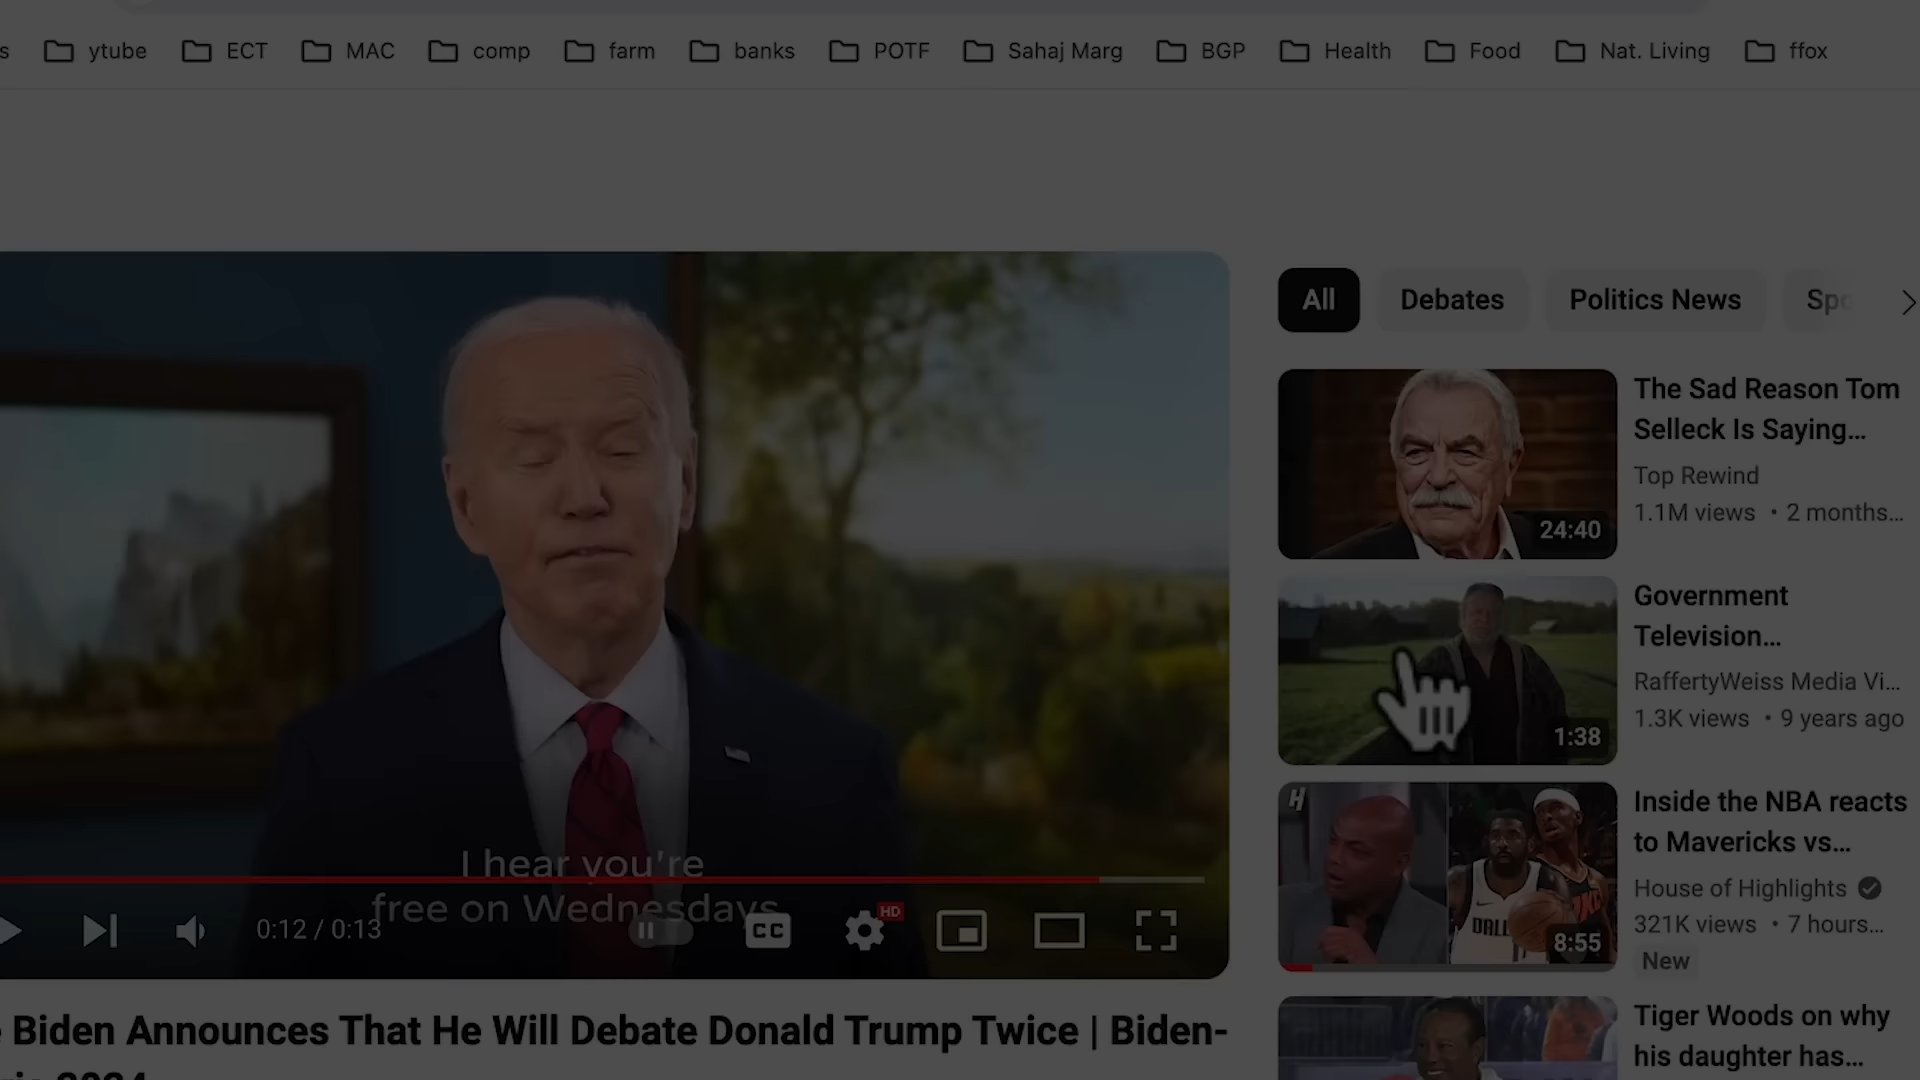 s ytube ECT MAC comp farm banks POTF Sahaj Marg BGP Health Food Nat. Living ffox
All Debates Politics News Spo
The Sad Reason Tom
Selleck Is Saying...
Top Rewind
1.1M views • 2 months...
24:40
Government
Television...
RaffertyWeiss Media Vi...
1.3K views • 9 years ago
1:38
Inside the NBA reacts
to Mavericks vs...
House of Highlights
321K views • 7 hours...
New
8:55
DALL
Tiger Woods on why
his daughter has...
I hear you're
free on Wednesdays
0:12 / 0:13
CC
HD
Biden Announces That He Will Debate Donald Trump Twice | Biden-